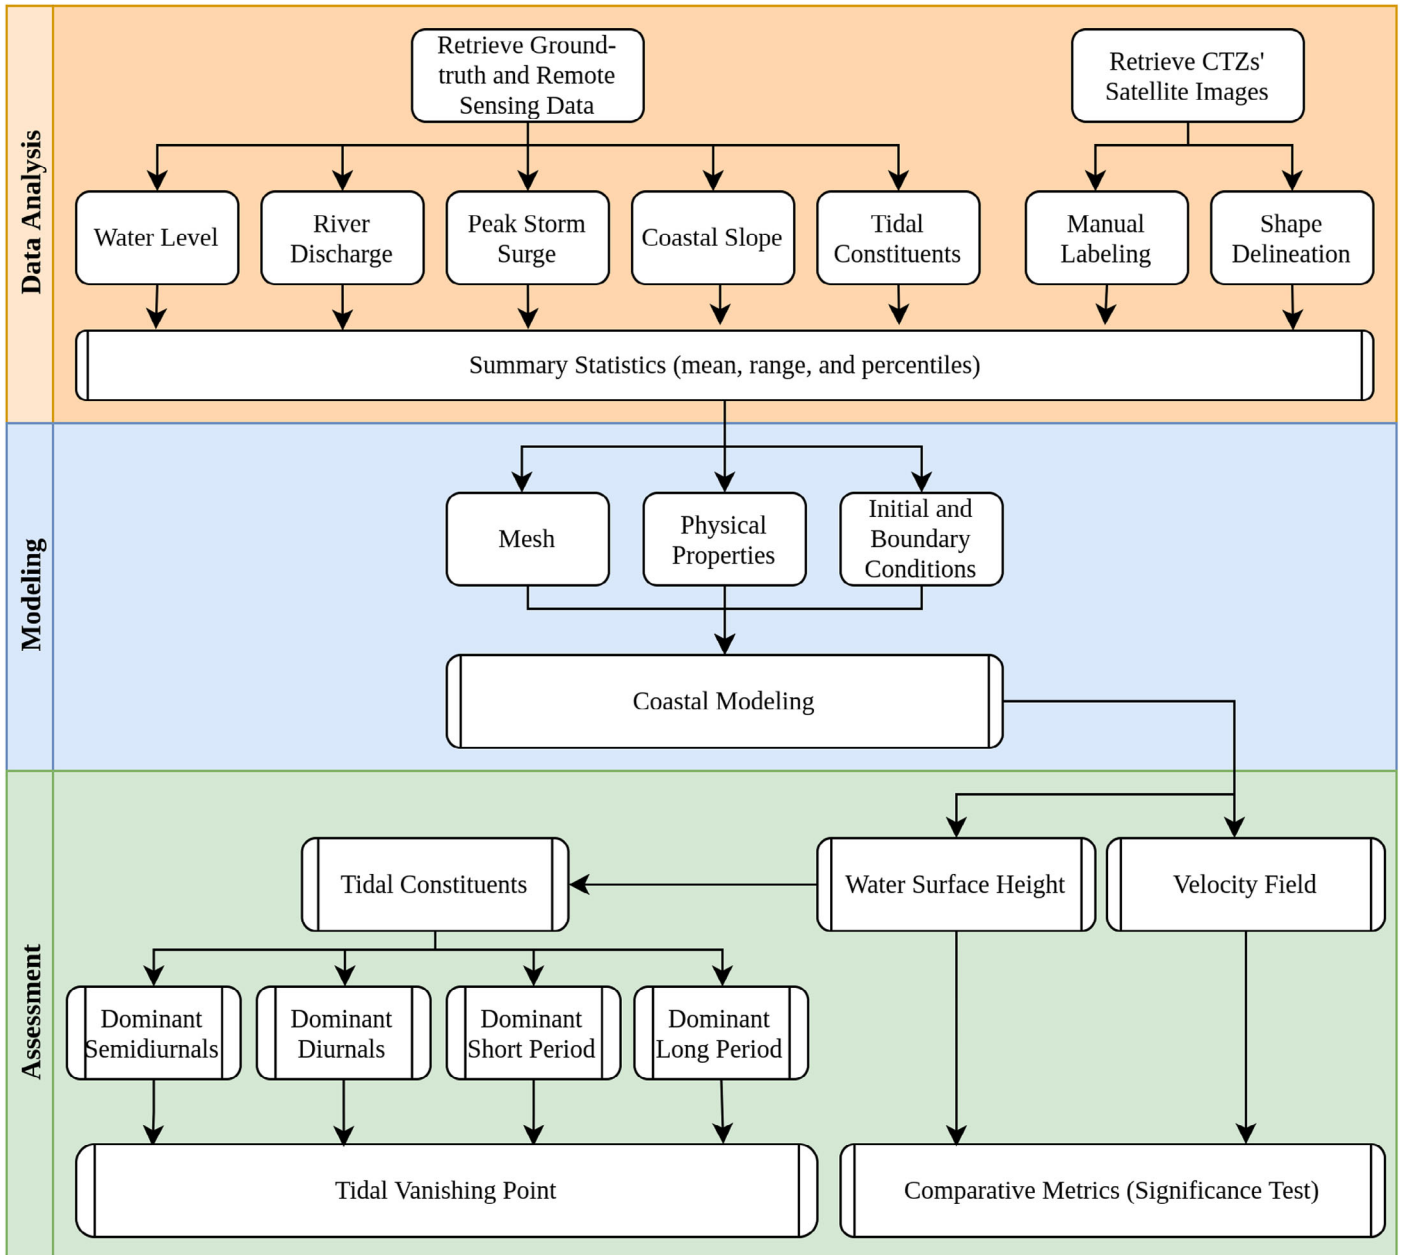 Data Analysis
Retrieve Ground-
truth and Remote
Sensing Data
Retrieve CTZs'
Satellite Images
Water Level
River
Discharge
Peak Storm
Surge
Coastal Slope
Tidal
Constituents
Manual
Labeling
Shape
Delineation
Summary Statistics (mean, range, and percentiles)
Modeling
Mesh
Physical
Properties
Initial and
Boundary
Conditions
Coastal Modeling
Assessment
Tidal Constituents
Water Surface Height
Velocity Field
Dominant
Semidiurnals
Dominant
Diurnals
Dominant
Short Period
Dominant
Long Period
Tidal Vanishing Point
Comparative Metrics (Significance Test)